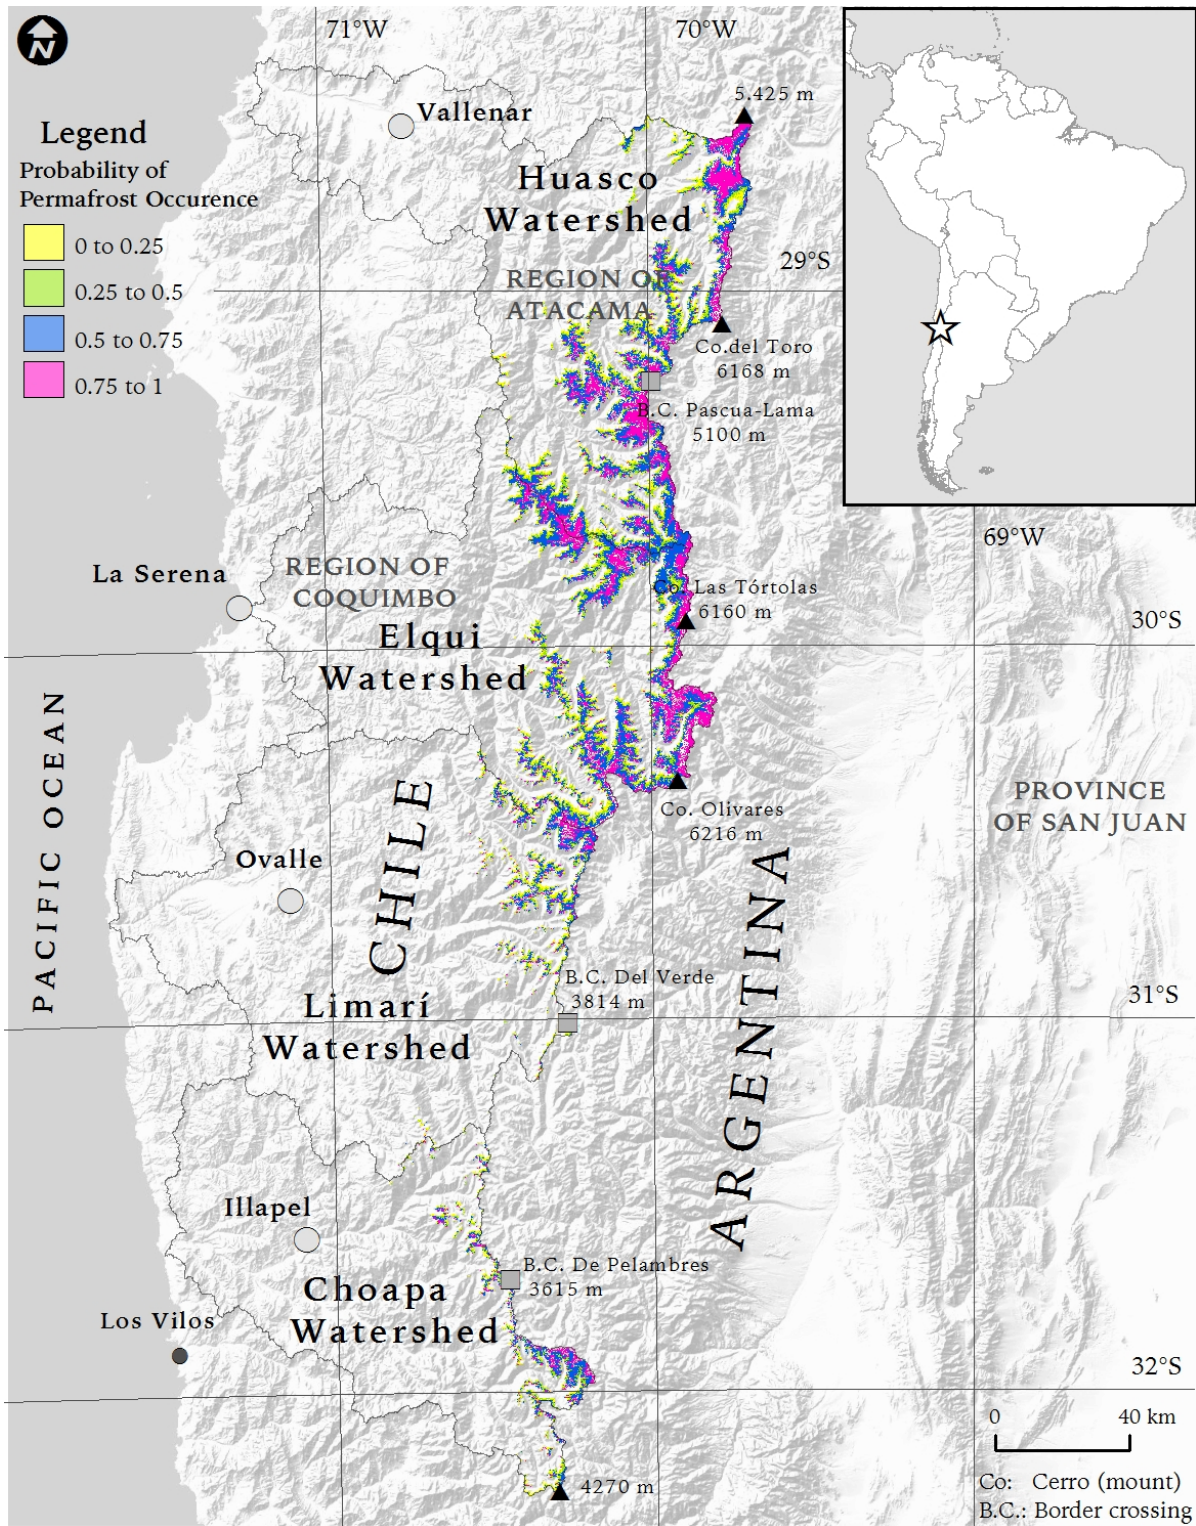 71°W
70°W
N
5.425 m
Vallenar
Legend
Probability of
Permafrost Occurence
0 to 0.25
0.25 to 0.5
0.5 to 0.75
0.75 to 1
Huasco
Watershed
29°S
REGION OF
ATACAMA
Co.del Toro
6168 m
B.C. Pascua-Lama
5100 m
69°W
La Serena
REGION OF
COQUIMBO
Co. Las Tórtolas
6160 m
30°S
Elqui
Watershed
PACIFIC OCEAN
CHILE
Co. Olivares
6216 m
PROVINCE
OF SAN JUAN
Ovalle
ARGENTINA
B.C. Del Verde
3814 m
31°S
Limarí
Watershed
Illapel
B.C. De Pelambres
3615 m
Choapa
Watershed
Los Vilos
32°S
0 40 km
4270 m
Co: Cerro (mount)
B.C.: Border crossing